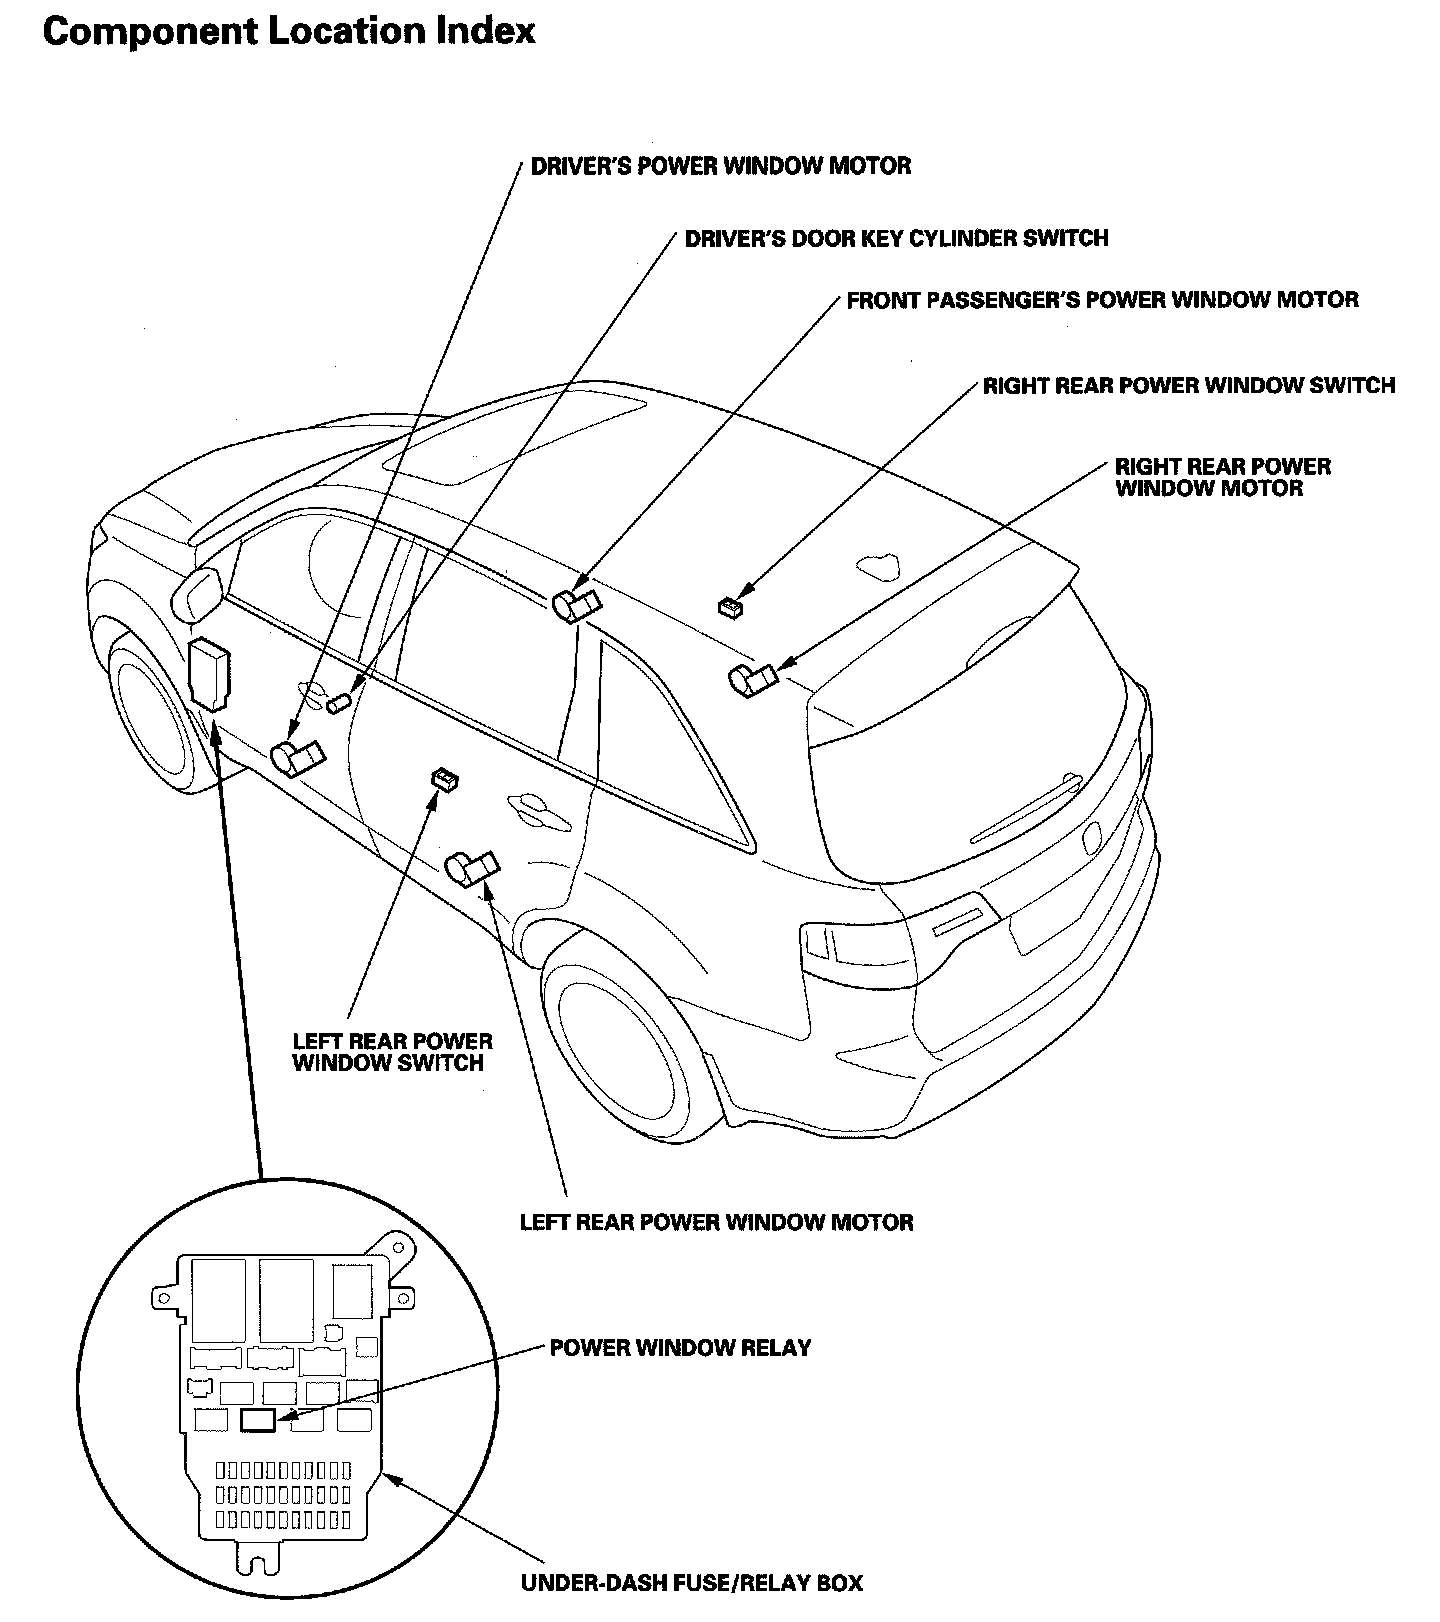 Component Location Index
DRIVER'S POWER WINDOW MOTOR
DRIVER'S DOOR KEY CYLINDER SWITCH
FRONT PASSENGER'S POWER WINDOW MOTOR
RIGHT REAR POWER WINDOW SWITCH
RIGHT REAR POWER
WINDOW MOTOR
LEFT REAR POWER
WINDOW SWITCH
LEFT REAR POWER WINDOW MOTOR
POWER WINDOW RELAY
UNDER-DASH FUSE/RELAY BOX